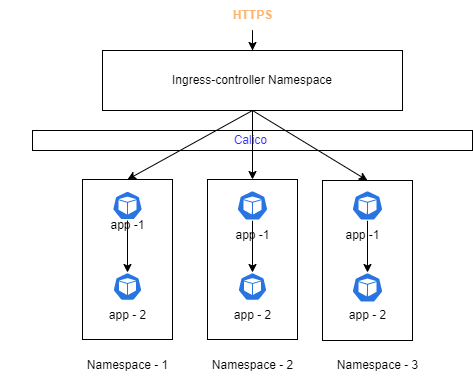 HTTPS
Ingress-controller Namespace
Calico
app -1
app -1
app -1
app - 2
app - 2
app - 2
Namespace - 1
Namespace - 2
Namespace - 3